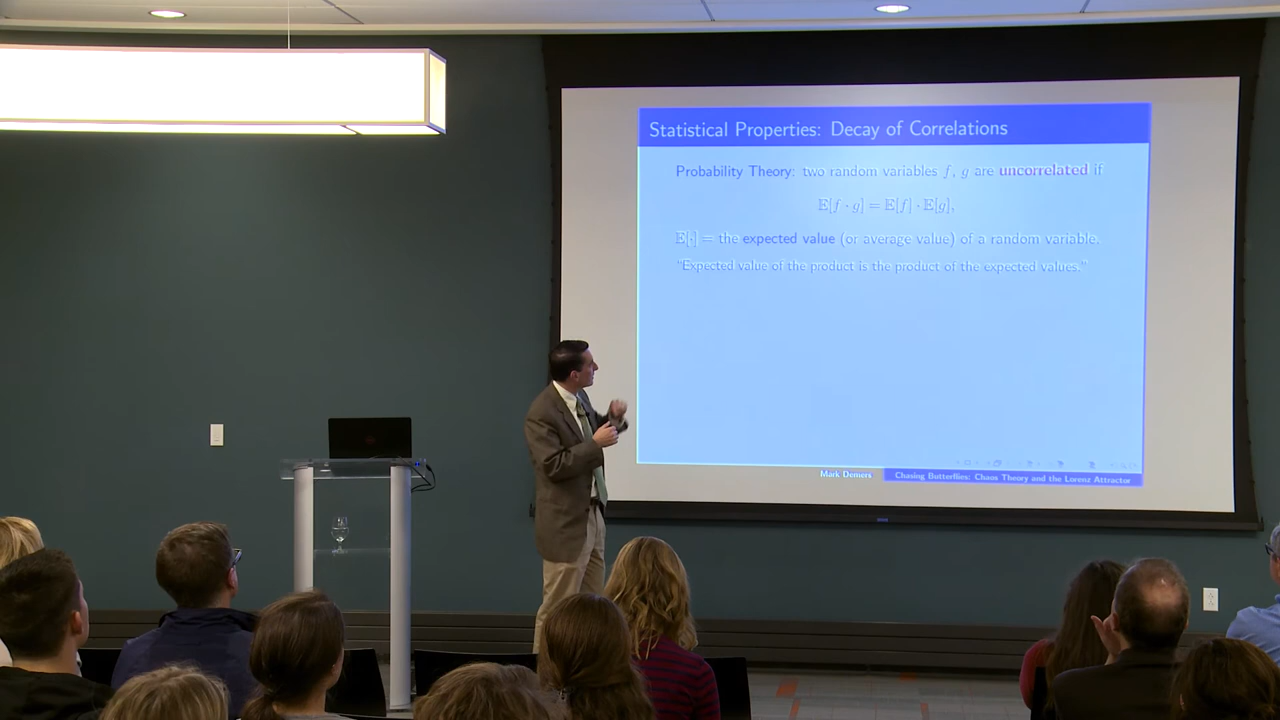 Statistical Properties: Decay of Correlations
Probability Theory: two random variables f, g are uncorrelated if
𝔼[f · g] = 𝔼[f] · 𝔼[g],
𝔼[·] = the expected value (or average value) of a random variable.
“Expected value of the product is the product of the expected values.”
Mark Demers Chasing Butterflies: Chaos Theory and the Lorenz Attractor